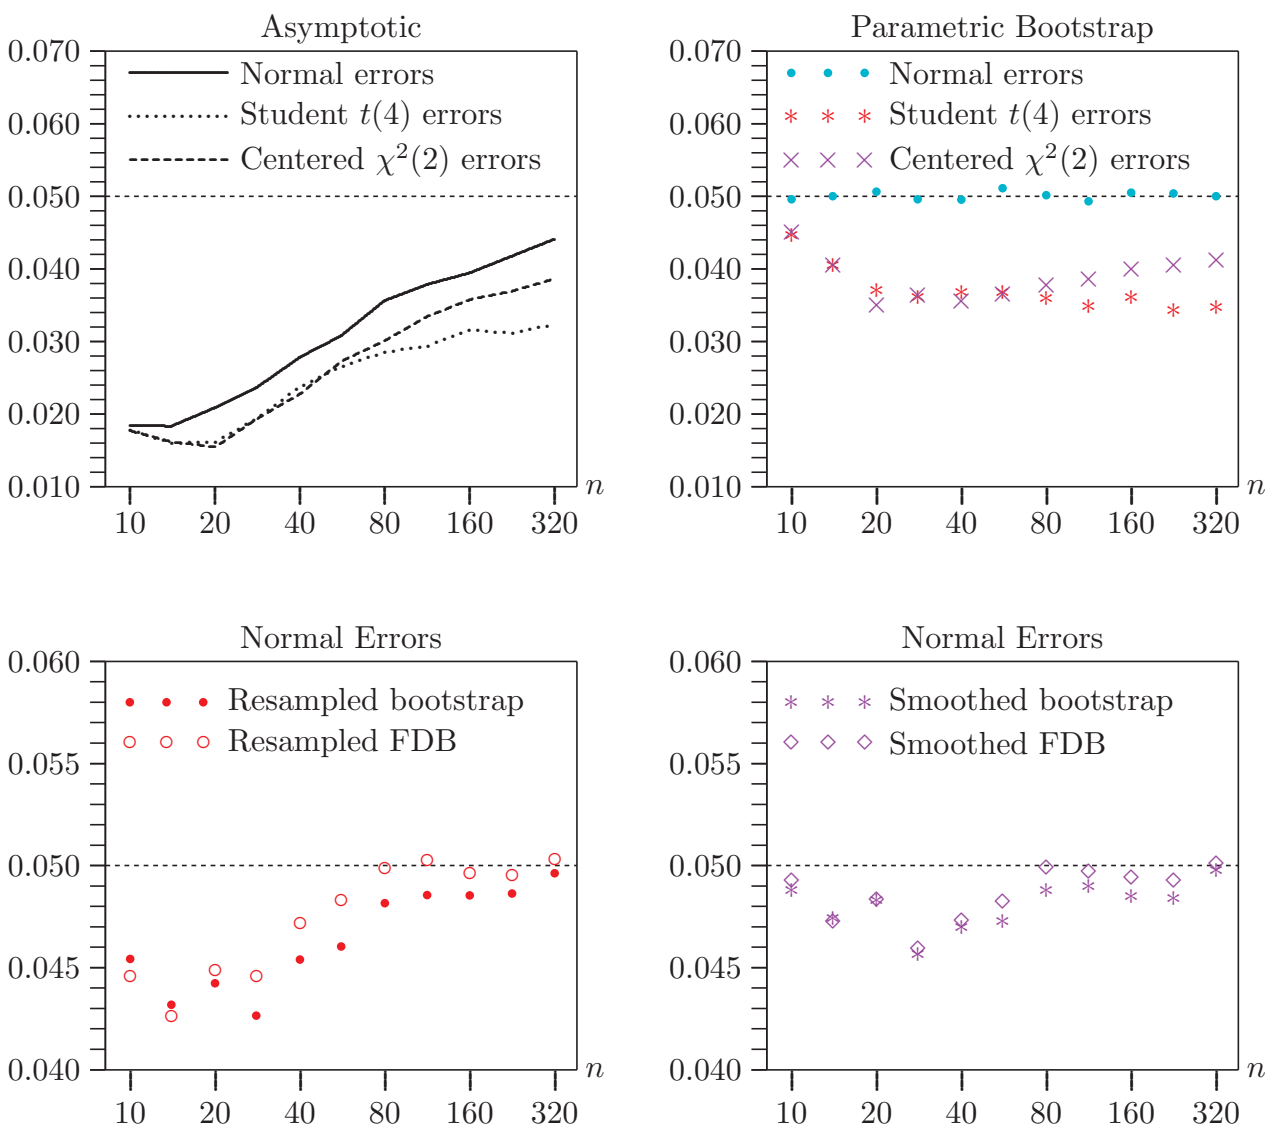 Asymptotic
0.070
0.060
0.050
0.040
0.030
0.020
0.010
Normal errors
Student t(4) errors
Centered χ²(2) errors
10 20 40 80 160 320
n
Parametric Bootstrap
0.070
0.060
0.050
0.040
0.030
0.020
0.010
Normal errors
Student t(4) errors
Centered χ²(2) errors
10 20 40 80 160 320
n
Normal Errors
0.060
0.055
0.050
0.045
0.040
Resampled bootstrap
Resampled FDB
10 20 40 80 160 320
n
Normal Errors
0.060
0.055
0.050
0.045
0.040
Smoothed bootstrap
Smoothed FDB
10 20 40 80 160 320
n